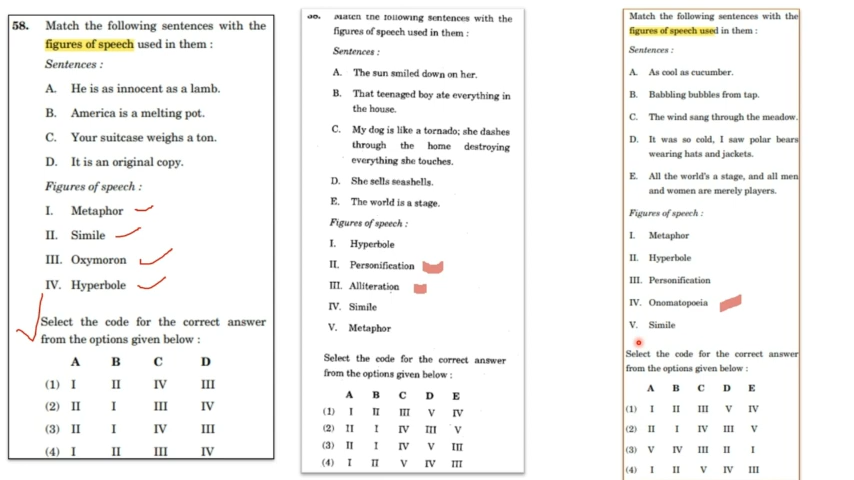 58. Match the following sentences with the
figures of speech used in them :
Sentences :
A. He is as innocent as a lamb.
B. America is a melting pot.
C. Your suitcase weighs a ton.
D. It is an original copy.
Figures of speech :
I. Metaphor
II. Simile
III. Oxymoron
IV. Hyperbole
Select the code for the correct answer
from the options given below :
A B C D
(1) I II IV III
(2) II I III IV
(3) II I IV III
(4) I II III IV
Match the following sentences with the
figures of speech used in them :
Sentences :
A. The sun smiled down on her.
B. That teenaged boy ate everything in
the house.
C. My dog is like a tornado; she dashes
through the home destroying
everything she touches.
D. She sells seashells.
E. The world is a stage.
Figures of speech :
I. Hyperbole
II. Personification
III. Alliteration
IV. Simile
V. Metaphor
Select the code for the correct answer
from the options given below :
A B C D E
(1) I II III V IV
(2) II I IV III V
(3) II I IV V III
(4) I II V IV III
Match the following sentences with the
figures of speech used in them :
Sentences :
A. As cool as cucumber.
B. Babbling bubbles from tap.
C. The wind sang through the meadow.
D. It was so cold, I saw polar bears
wearing hats and jackets.
E. All the world's a stage, and all men
and women are merely players.
Figures of speech :
I. Metaphor
II. Hyperbole
III. Personification
IV. Onomatopoeia
V. Simile
Select the code for the correct answer
from the options given below :
A B C D E
(1) I II III V IV
(2) II I IV III V
(3) V IV III II I
(4) I II V IV III